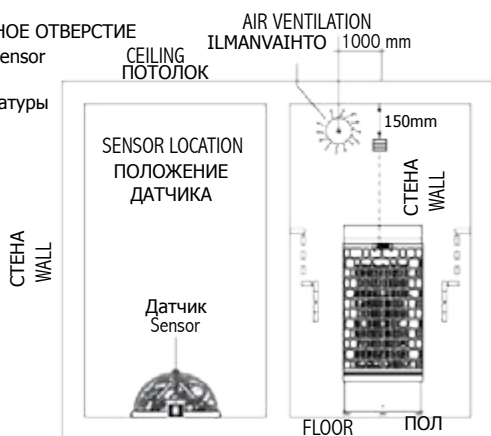 НОЕ ОТВЕРСТИЕ
ensor
атуры
CEILING
ПОТОЛОК
AIR VENTILATION
ILMANVAIHTO
1000 mm
150mm
SENSOR LOCATION
ПОЛОЖЕНИЕ
ДАТЧИКА
СТЕНА
WALL
СТЕНА
WALL
Датчик
Sensor
FLOOR
ПОЛ